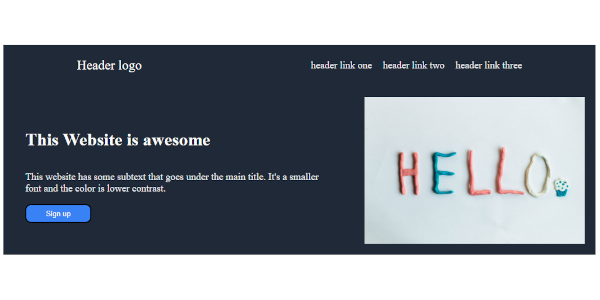 Header logo
header link one header link two header link three
This Website is awesome
This website has some subtext that goes under the main title. It's a smaller
font and the color is lower contrast.
Sign up
HELLO.